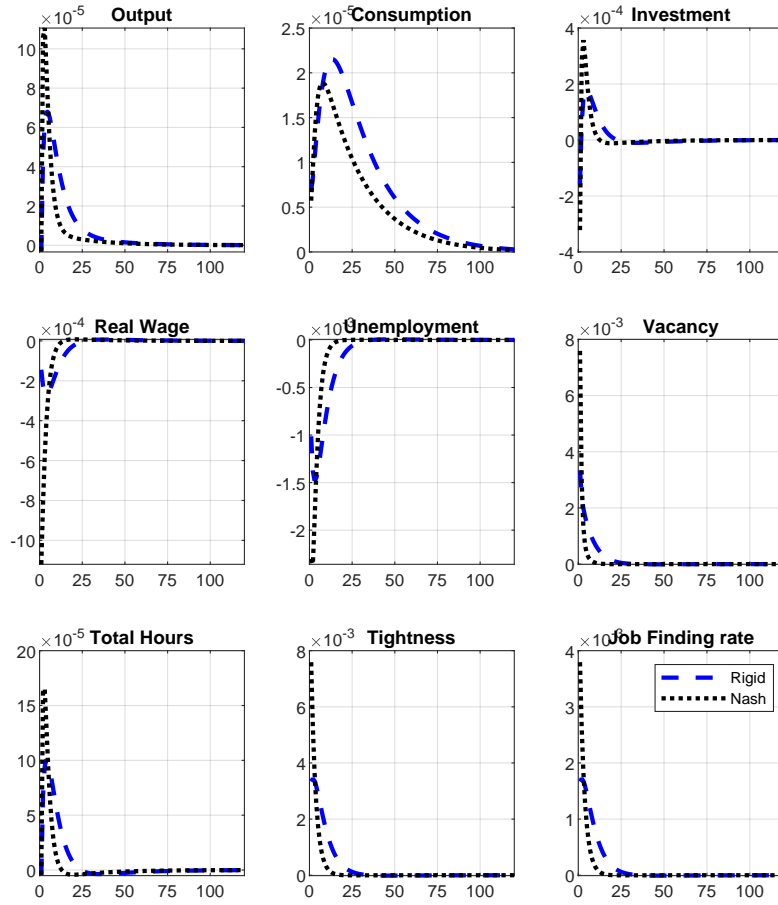 ×10⁻⁵ Output
10
8
6
4
2
0
0 25 50 75 100
×10⁻⁵ Consumption
2.5
2
1.5
1
0.5
0
0 25 50 75 100
×10⁻⁴ Investment
4
2
0
-2
-4
0 25 50 75 100
×10⁻⁴ Real Wage
0
-2
-4
-6
-8
-10
0 25 50 75 100
×10⁻³ Unemployment
0
-0.5
-1
-1.5
-2
0 25 50 75 100
×10⁻³ Vacancy
8
6
4
2
0
0 25 50 75 100
×10⁻⁵ Total Hours
20
15
10
5
0
0 25 50 75 100
×10⁻³ Tightness
8
6
4
2
0
0 25 50 75 100
×10⁻⁶ Job Finding rate
4
3
2
1
0
0 25 50 75 100
Rigid
Nash